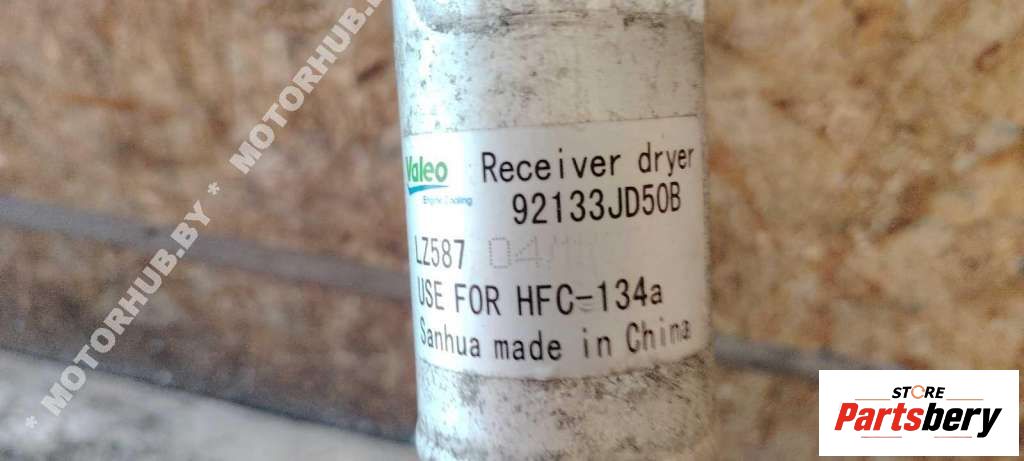 * MOTORHUB.BY * MOTORHUB.BY
Valeo
Engine Cooling
Receiver dryer
92133JD50B
LZ587
USE FOR HFC-134a
Sanhua made in China
STORE
Partsbery